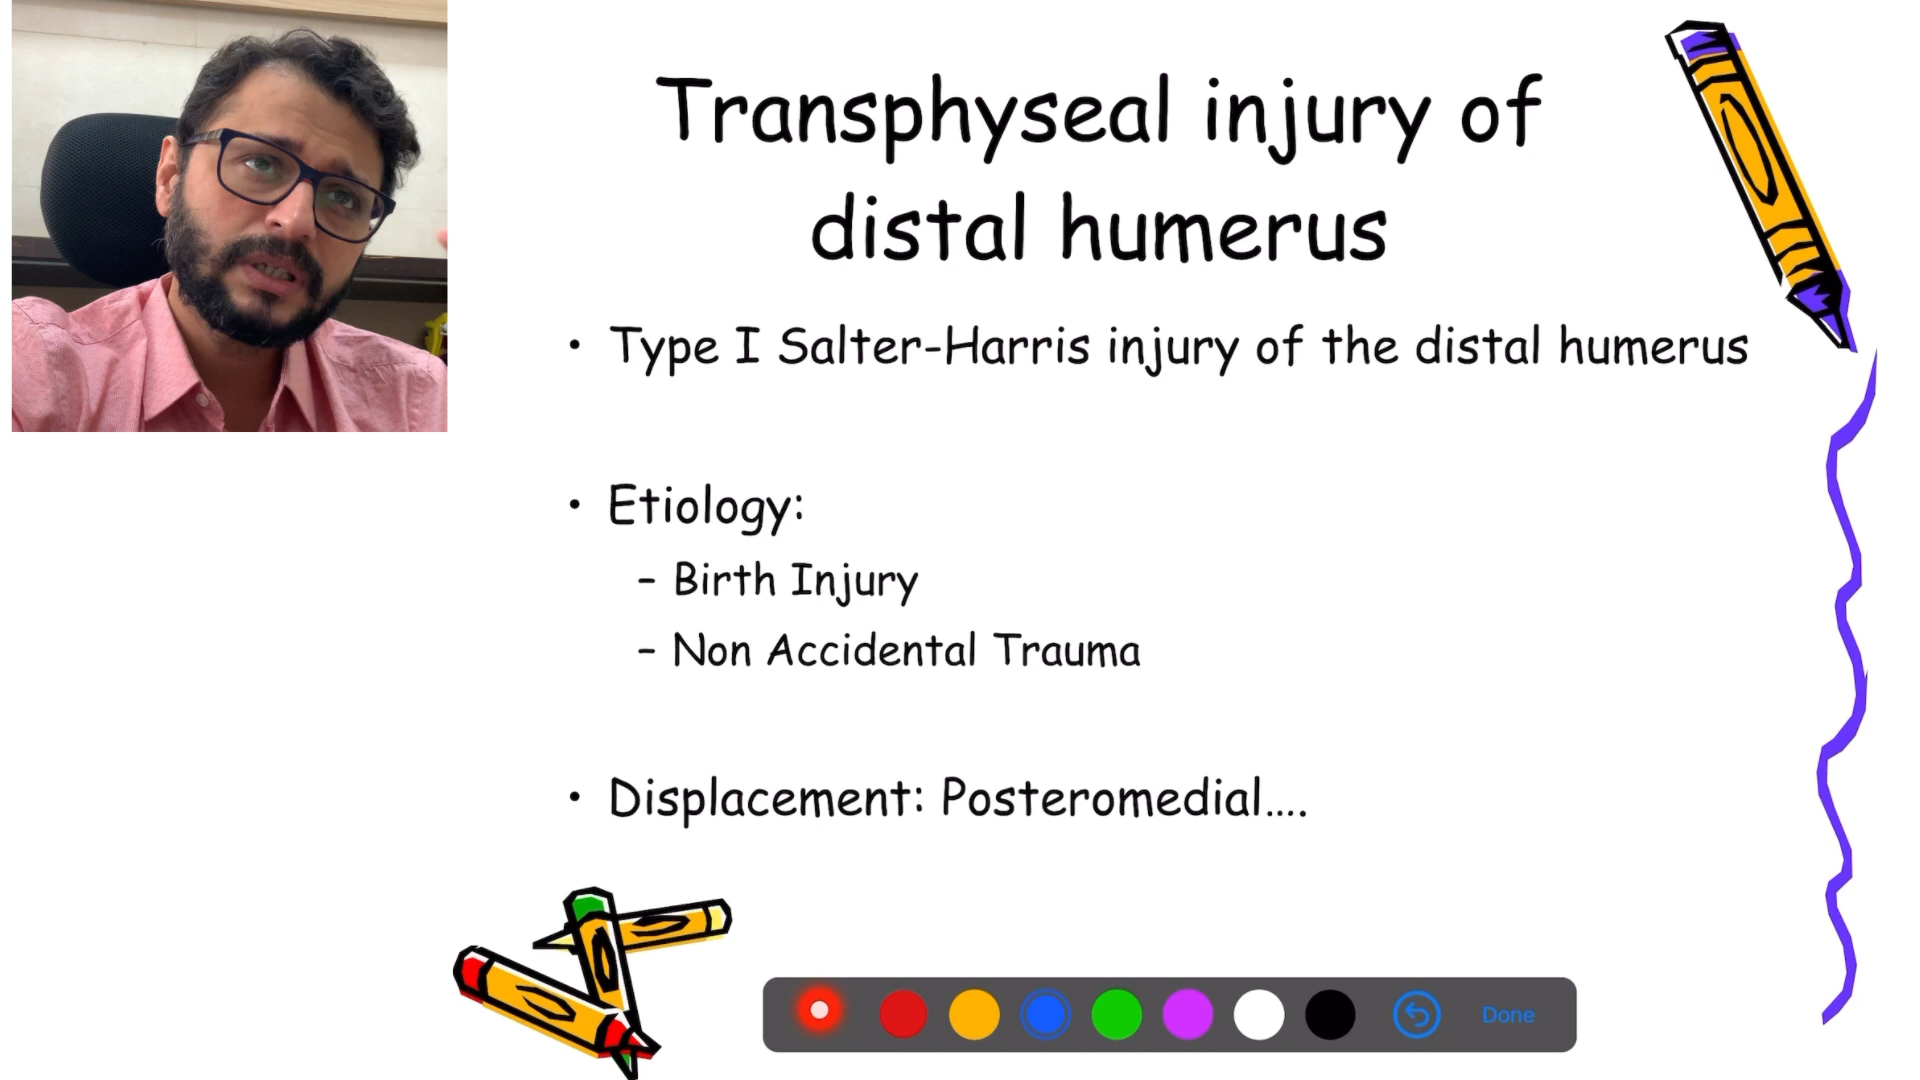 Transphyseal injury of
distal humerus
• Type I Salter-Harris injury of the distal humerus
• Etiology:
– Birth Injury
– Non Accidental Trauma
• Displacement: Posteromedial....
Done